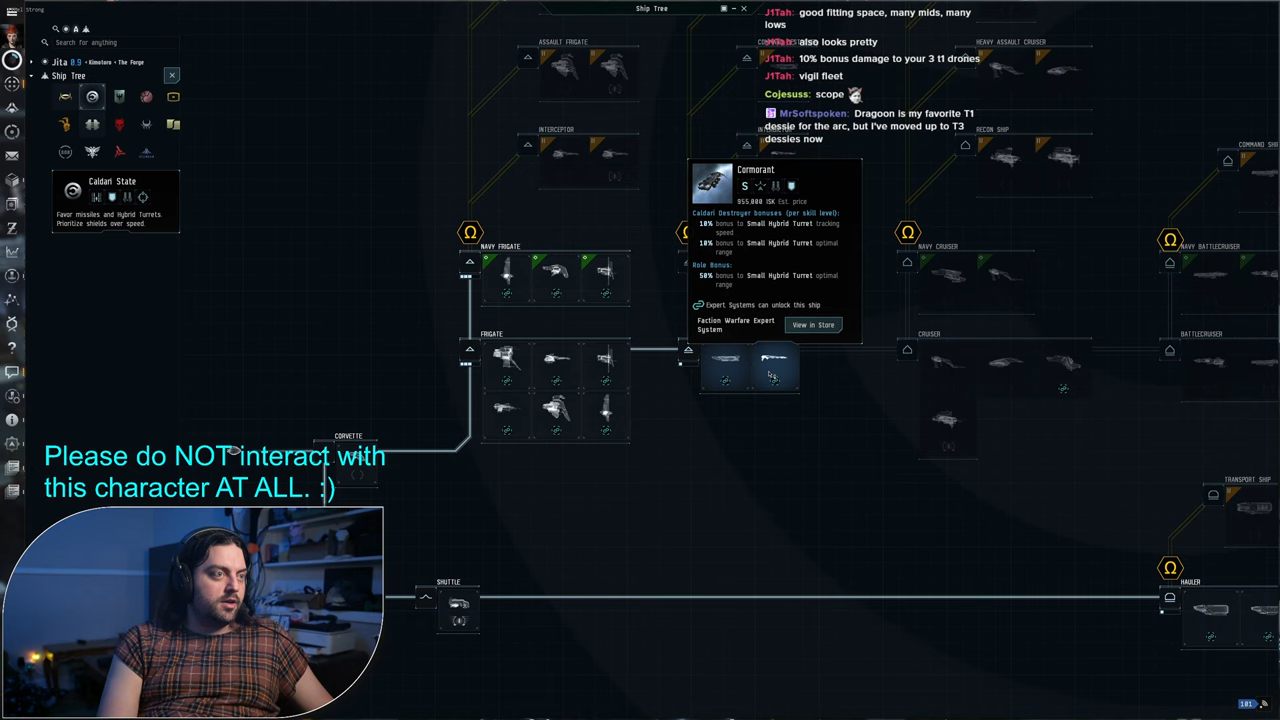 Ship Tree
Search for anything
Jita 0.9 • Kimotoro • The Forge
Ship Tree
Caldari State
Favor missiles and Hybrid Turrets.
Prioritize shields over speed.
J1Tah: good fitting space, many mids, many
lows
also looks pretty
J1Tah: 10% bonus damage to your 3 t1 drones
J1Tah: vigil fleet
Cojesuss: scope
MrSoftspoken: Dragoon is my favorite T1
dessie for the arc, but I've moved up to T3
dessies now
ASSAULT FRIGATE
HEAVY ASSAULT CRUISER
INTERCEPTOR
RECON SHIP
COMMAND SHIP
Cormorant
S
955,000 ISK Est. price
Caldari Destroyer bonuses (per skill level):
10% bonus to Small Hybrid Turret tracking
speed
10% bonus to Small Hybrid Turret optimal
range
Role Bonus:
50% bonus to Small Hybrid Turret optimal
range
Expert Systems can unlock this ship
Faction Warfare Expert
System
View in Store
NAVY FRIGATE
NAVY CRUISER
NAVY BATTLECRUISER
FRIGATE
CRUISER
BATTLECRUISER
CORVETTE
TRANSPORT SHIP
SHUTTLE
HAULER
Please do NOT interact with
this character AT ALL. :)
101